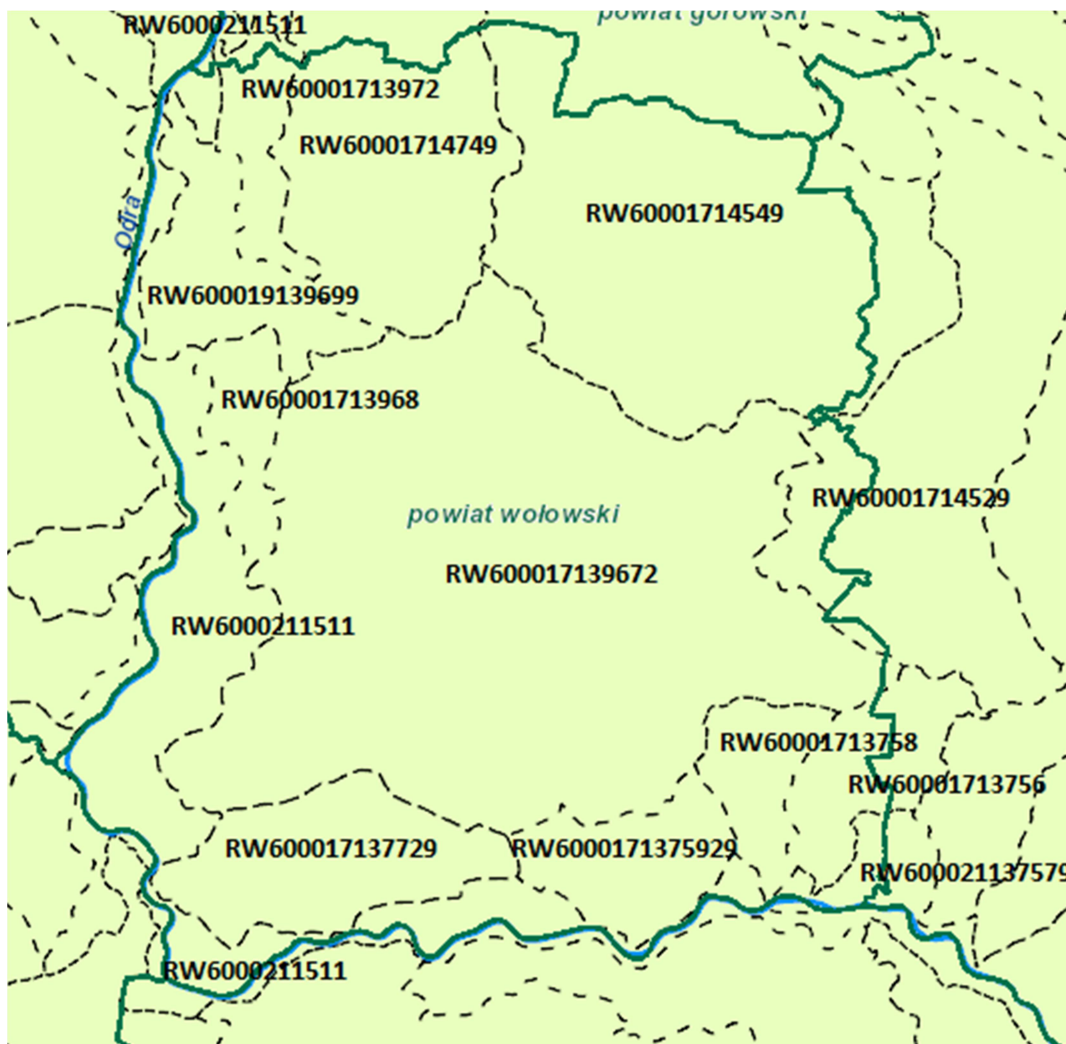 powiat górowski
RW6000211511
RW60001713972
RW60001714749
RW60001714549
Odra
RW600019139699
RW60001713968
RW60001714529
powiat wołowski
RW600017139672
RW6000211511
RW60001713758
RW60001713756
RW600017137729
RW6000171375929
RW600021137579
RW6000211511